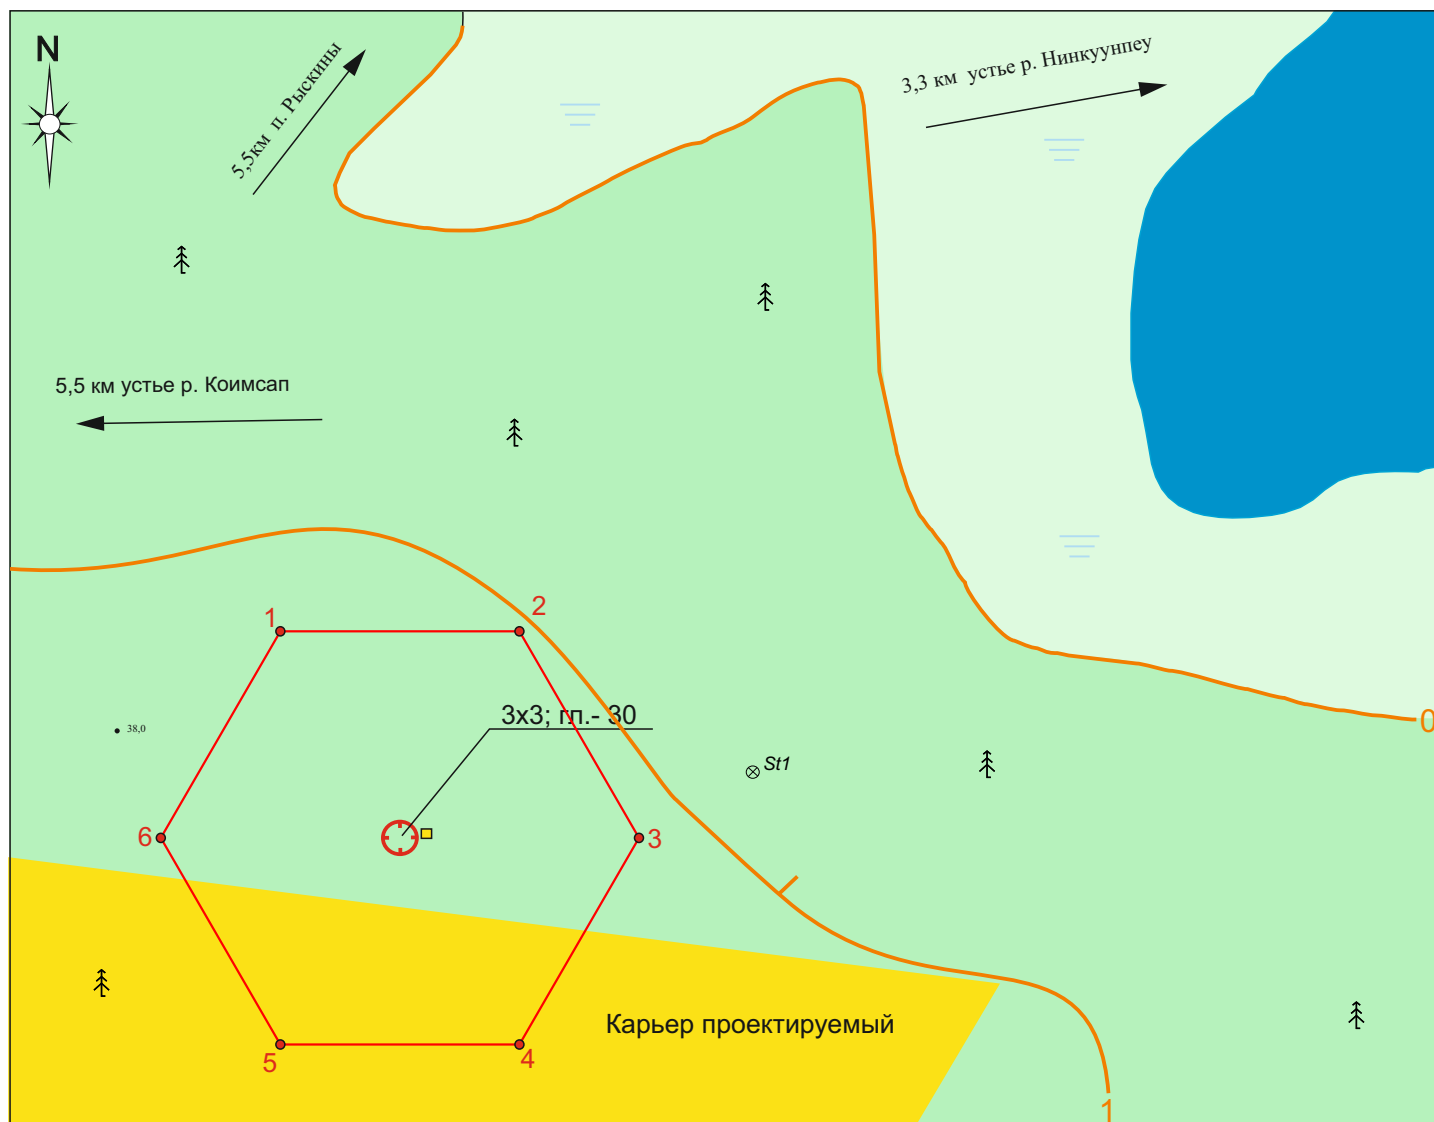 N
5,5км п. Рыскины
3,3 км устье р. Нинкуунпеу
5,5 км устье р. Коимсап
1
2
3х3; гл.- 30
38,0
St1
0
6
3
Карьер проектируемый
5
4
1